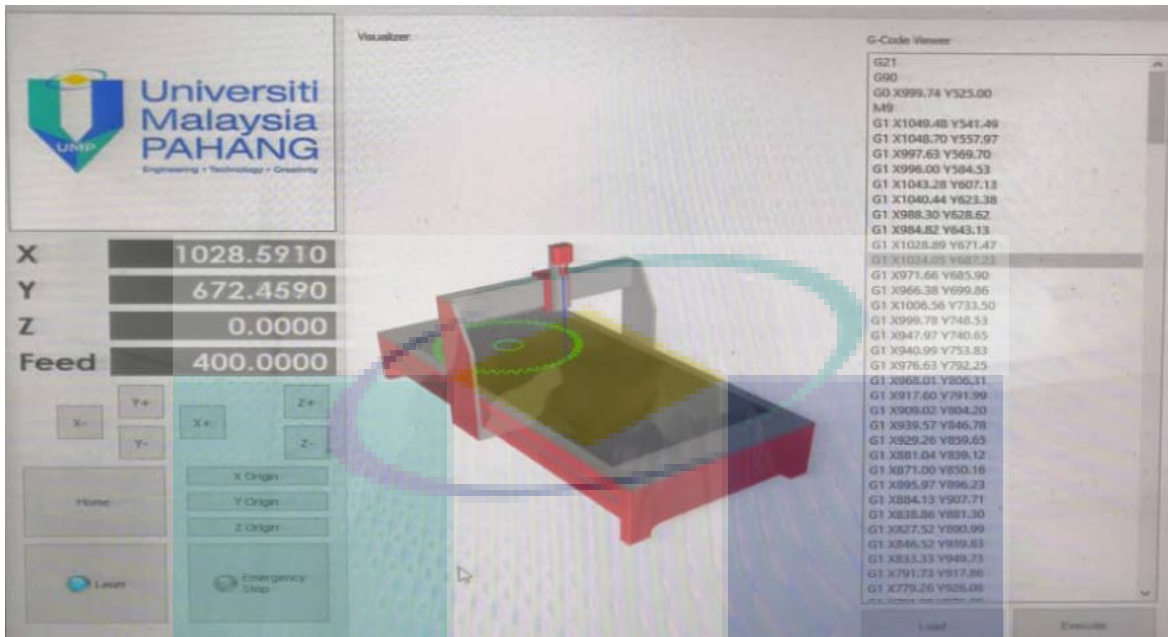 Universiti
Malaysia
PAHANG
UMP
Engineering • Technology • Creativity
Visualizer
G-Code Viewer
G21
G90
G0 X999.74 Y525.00
M9
G1 X1049.48 Y541.49
G1 X1048.70 Y557.97
G1 X997.63 Y569.70
G1 X996.00 Y584.53
G1 X1043.28 Y607.13
G1 X1040.44 Y623.38
G1 X988.30 Y628.62
G1 X984.82 Y643.13
G1 X1028.89 Y671.47
G1 X1024.05 Y687.23
G1 X971.66 Y685.90
G1 X966.38 Y699.86
G1 X1006.56 Y733.50
G1 X999.78 Y748.53
G1 X947.97 Y740.65
G1 X940.99 Y753.83
G1 X976.63 Y792.25
G1 X968.01 Y806.31
G1 X917.60 Y791.99
G1 X909.02 Y804.20
G1 X939.57 Y846.78
G1 X929.26 Y859.65
G1 X881.04 Y839.12
G1 X871.00 Y850.16
G1 X895.97 Y896.23
G1 X884.13 Y907.71
G1 X838.86 Y881.30
G1 X827.52 Y890.99
G1 X846.52 Y939.83
G1 X833.33 Y949.73
G1 X791.73 Y917.86
G1 X779.26 Y926.06
X 1028.5910
Y 672.4590
Z 0.0000
Feed 400.0000
Y+
Z+
X-
X+
Y-
Z-
Home
X Origin
Y Origin
Z Origin
Laser
Emergency
Stop
Load
Execute